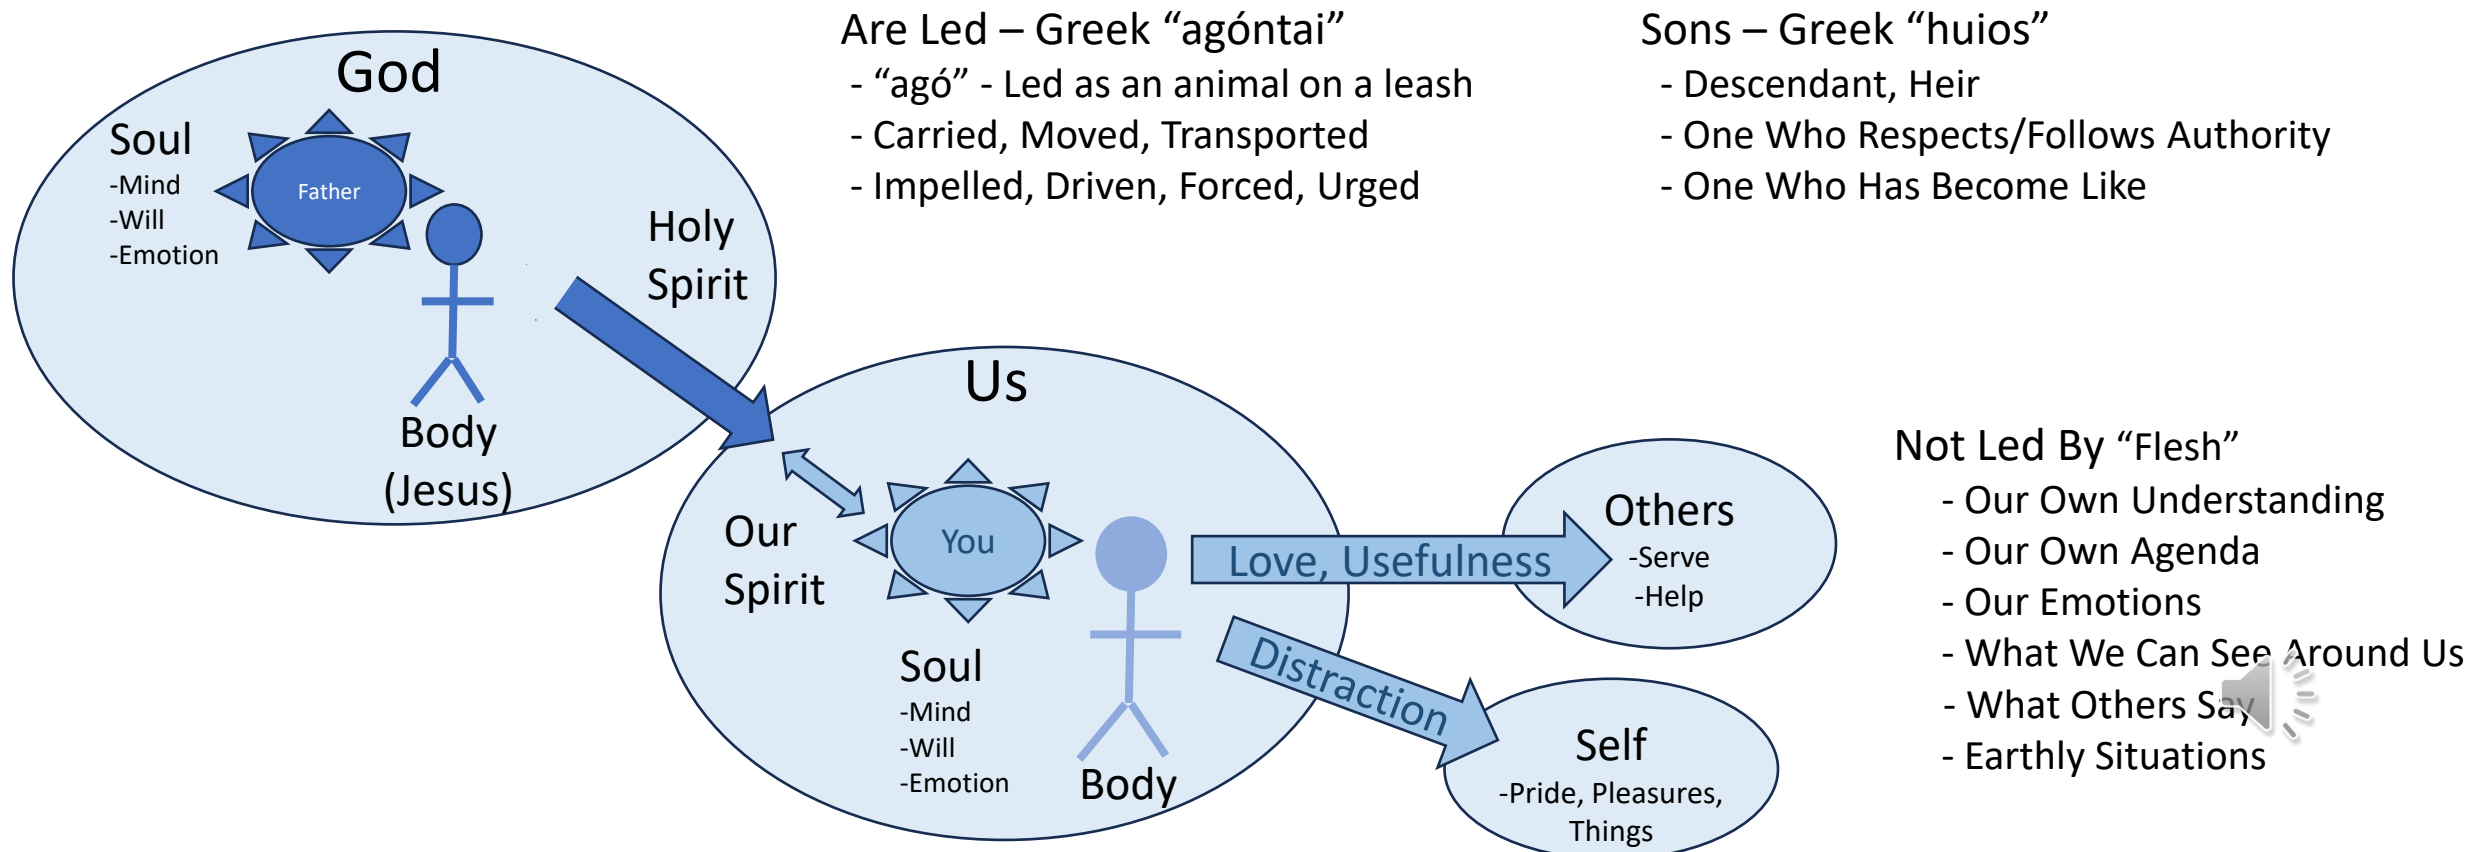 God
Soul
-Mind
-Will
-Emotion
Father
Holy
Spirit
Body
(Jesus)
Are Led – Greek “agóntai”
- “agó” - Led as an animal on a leash
- Carried, Moved, Transported
- Impelled, Driven, Forced, Urged
Sons – Greek “huios”
- Descendant, Heir
- One Who Respects/Follows Authority
- One Who Has Become Like
Us
Our
Spirit
You
Soul
-Mind
-Will
-Emotion
Body
Love, Usefulness
Distraction
Others
-Serve
-Help
Self
-Pride, Pleasures,
Things
Not Led By “Flesh”
- Our Own Understanding
- Our Own Agenda
- Our Emotions
- What We Can See Around Us
- What Others Say
- Earthly Situations